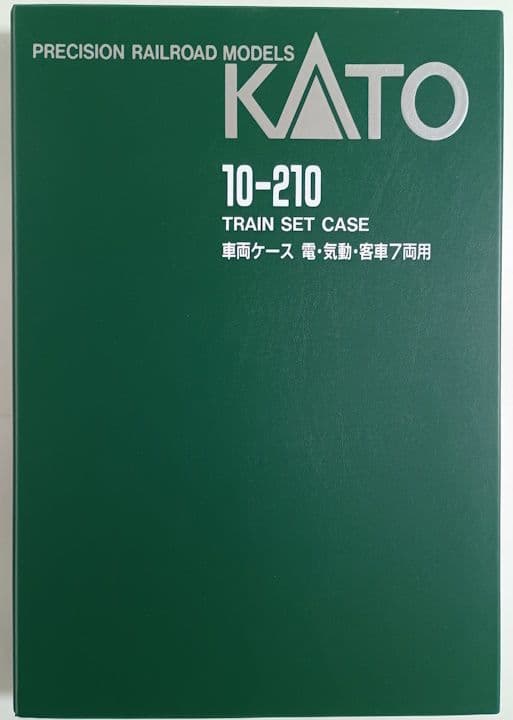 PRECISION RAILROAD MODELS
KATO
10-210
TRAIN SET CASE
車両ケース 電・気動・客車7両用